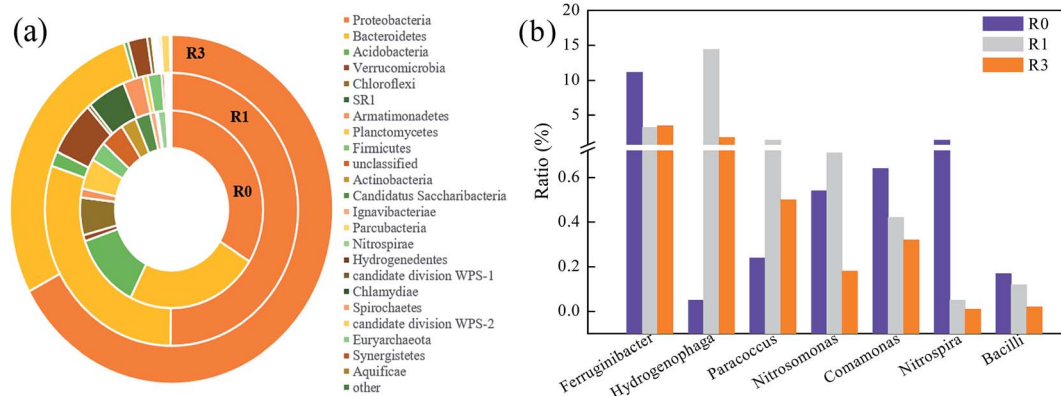 (a)
R3
R1
R0
Proteobacteria
Bacteroidetes
Acidobacteria
Verrucomicrobia
Chloroflexi
SR1
Armatimonadetes
Planctomycetes
Firmicutes
unclassified
Actinobacteria
Candidatus Saccharibacteria
Ignavibacteriae
Parcubacteria
Nitrospirae
Hydrogenedentes
candidate division WPS-1
Chlamydiae
Spirochaetes
candidate division WPS-2
Euryarchaeota
Synergistetes
Aquificae
other
(b)
R0
R1
R3
Ratio (%)
20
15
10
5
0.6
0.4
0.2
0.0
Ferruginibacter
Hydrogenophaga
Paracoccus
Nitrosomonas
Comamonas
Nitrospira
Bacilli